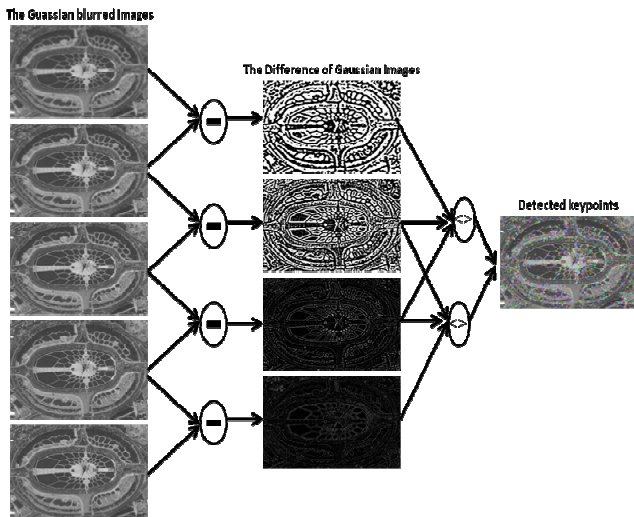 The Guassian blurred images
The Difference of Gaussian Images
Detected keypoints
<>
<>